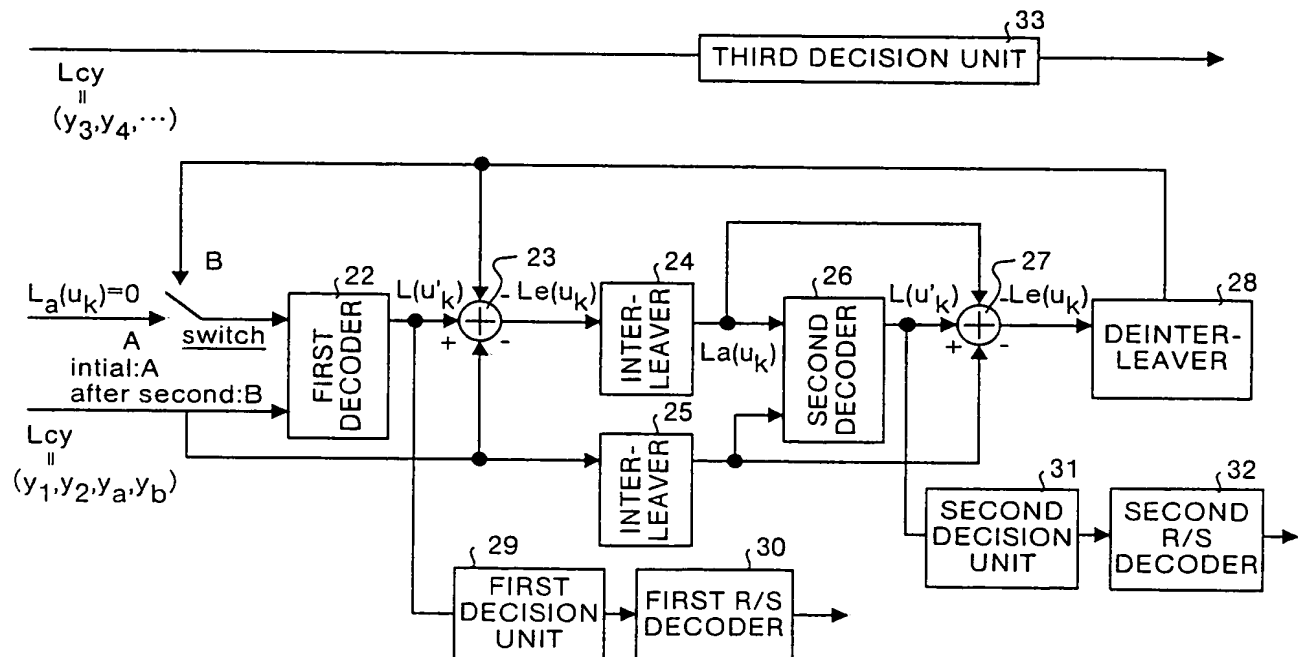 33
THIRD DECISION UNIT
Lcy
=
(y3,y4,⋯)
B
22
L(u'k)
23
- Le(uk)
24
26
L(u'k)
27
-Le(uk)
28
La(uk)=0
A
switch
intial:A
after second:B
FIRST
DECODER
+
-
INTER-
LEAVER
La(uk)
SECOND
DECODER
+
-
DEINTER-
LEAVER
Lcy
=
(y1,y2,ya,yb)
25
INTER-
LEAVER
31
SECOND
DECISION
UNIT
32
SECOND
R/S
DECODER
29
FIRST
DECISION
UNIT
30
FIRST R/S
DECODER